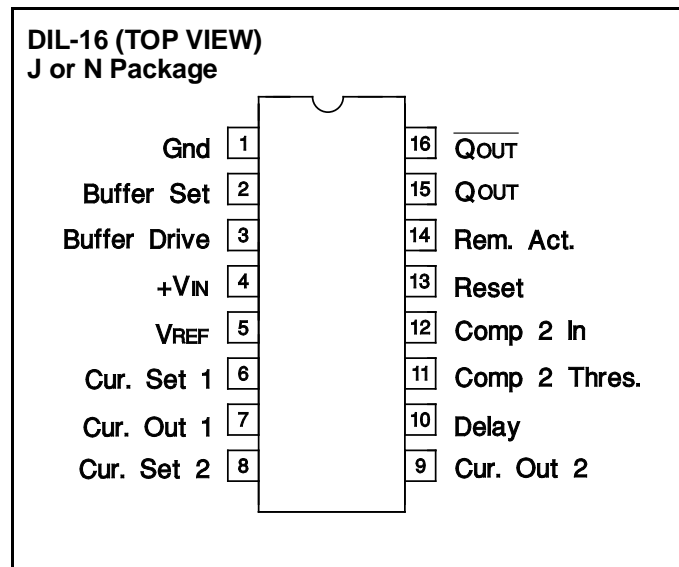 DIL-16 (TOP VIEW)
J or N Package
Gnd 1 16 Q̅O̅U̅T̅
Buffer Set 2 15 QOUT
Buffer Drive 3 14 Rem. Act.
+VIN 4 13 Reset
VREF 5 12 Comp 2 In
Cur. Set 1 6 11 Comp 2 Thres.
Cur. Out 1 7 10 Delay
Cur. Set 2 8 9 Cur. Out 2